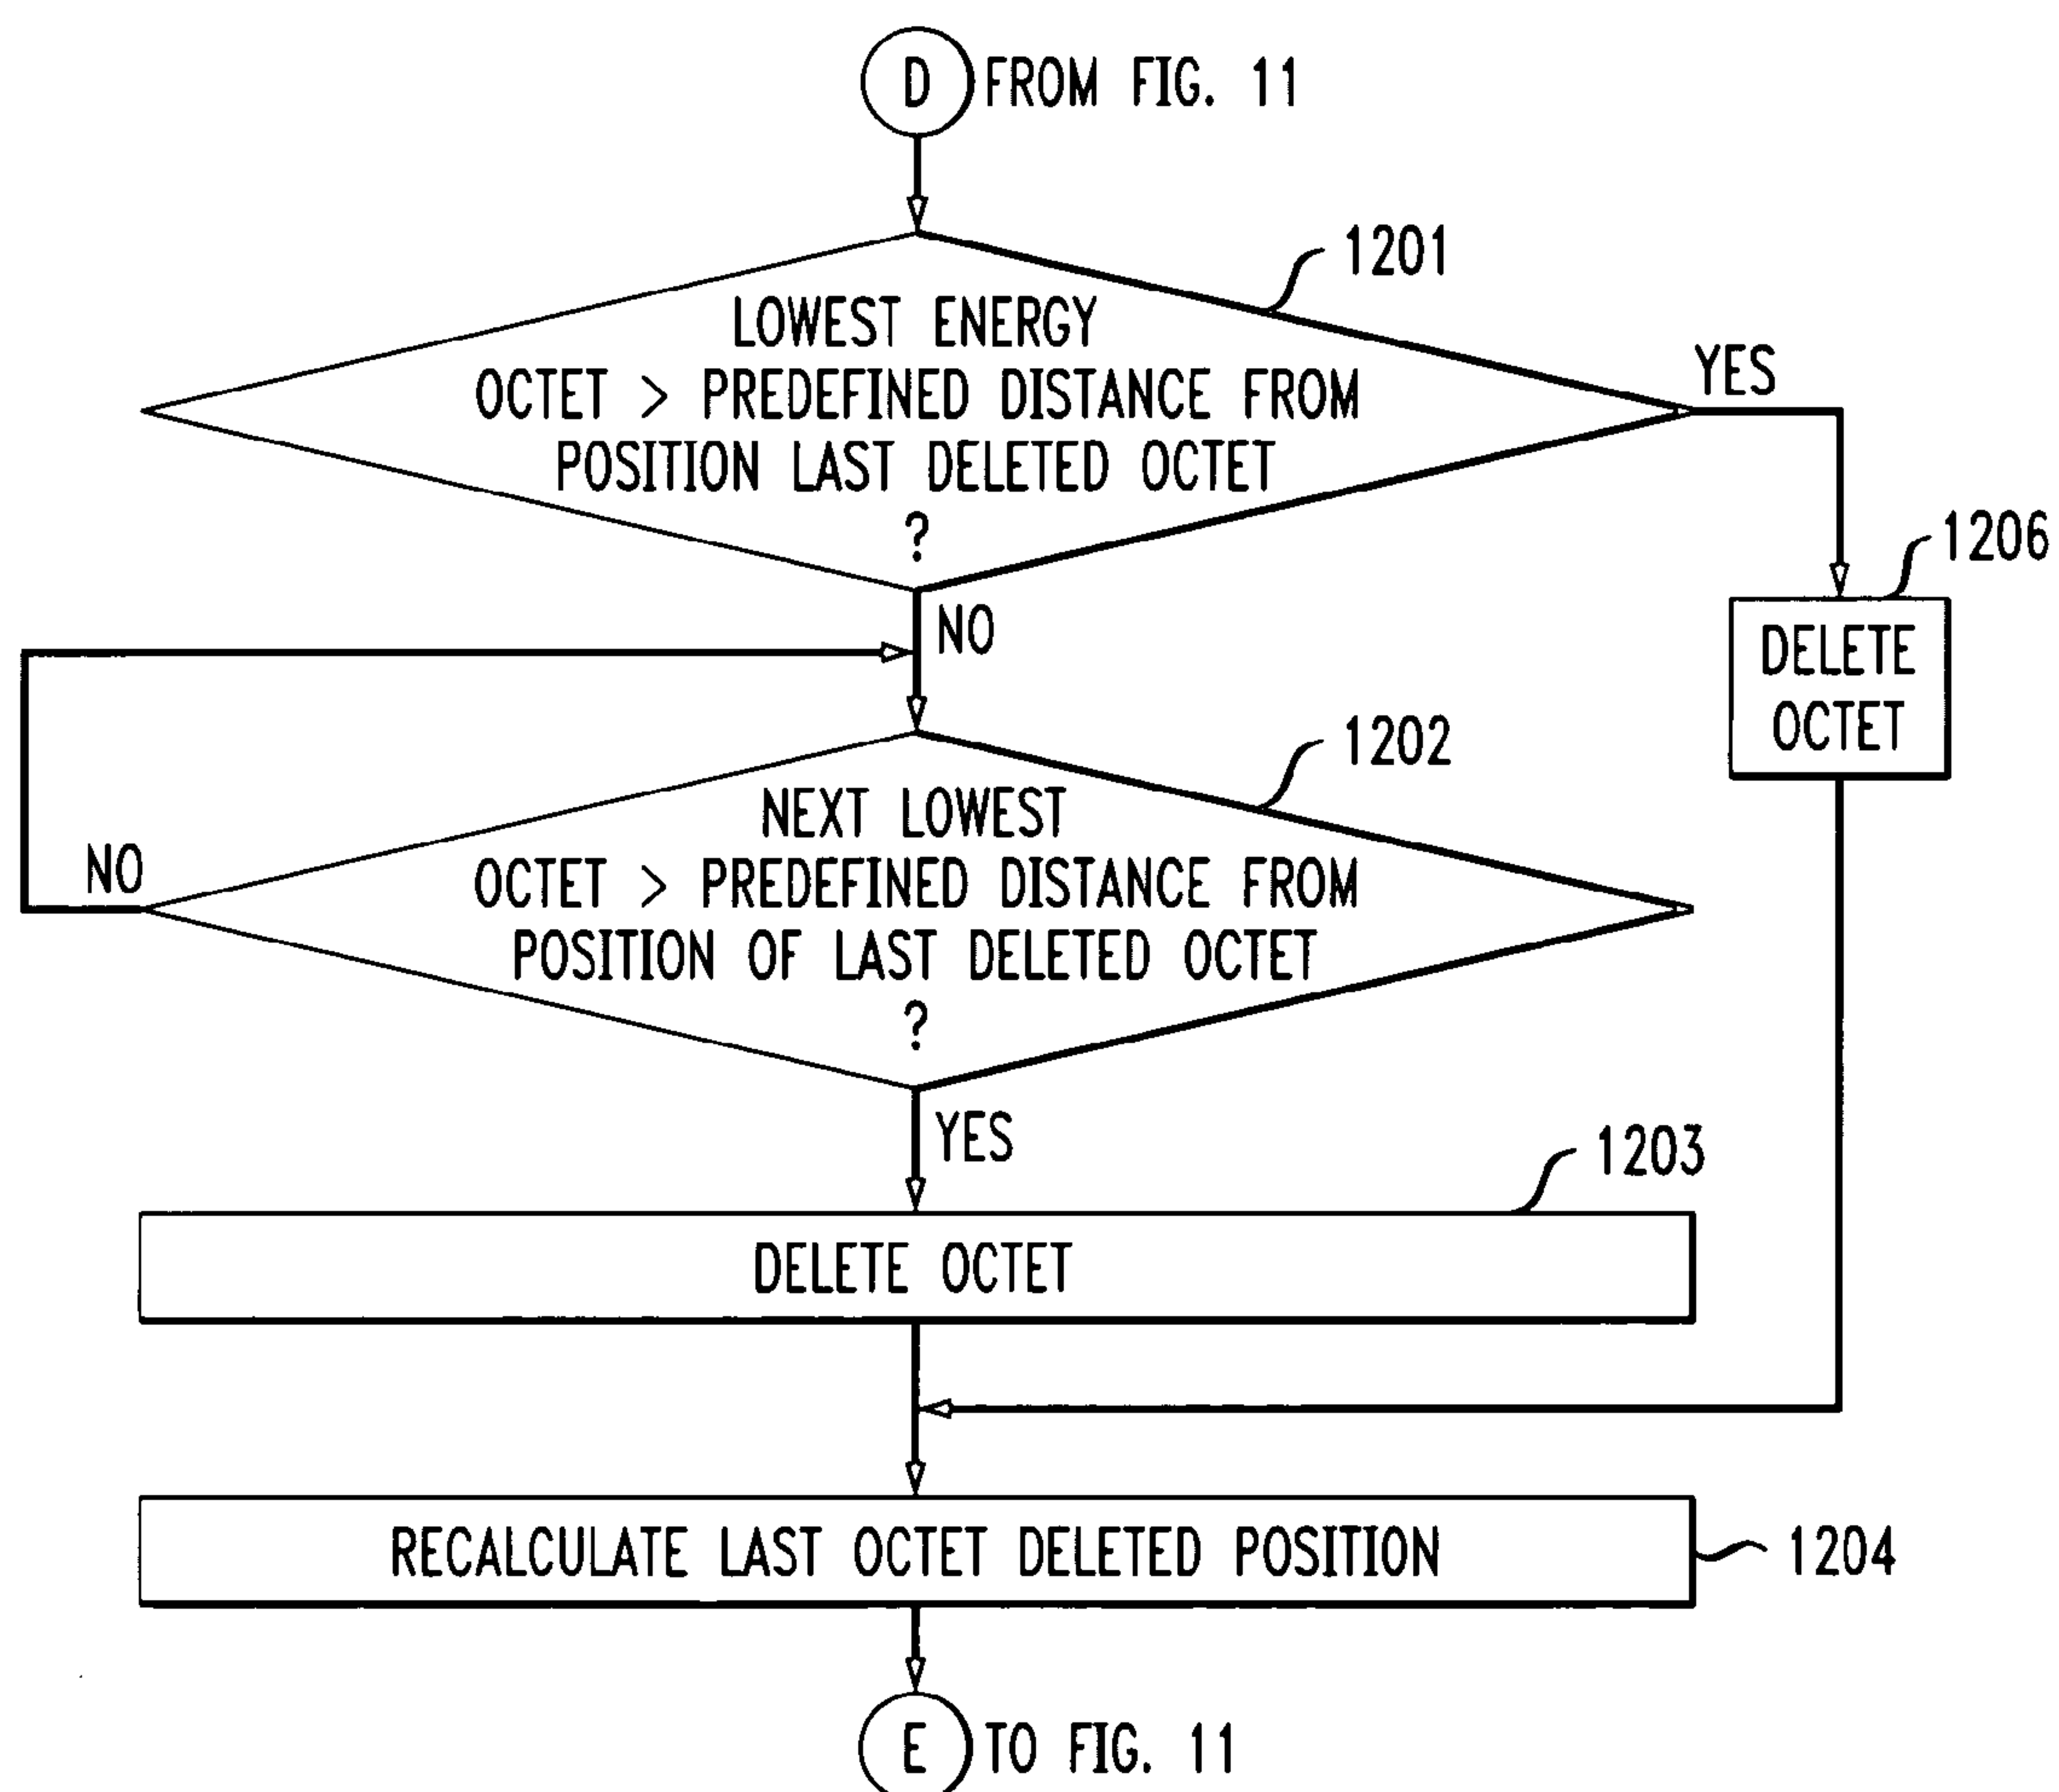 D FROM FIG. 11
1201
LOWEST ENERGY
OCTET > PREDEFINED DISTANCE FROM
POSITION LAST DELETED OCTET
?
YES
1206
DELETE
OCTET
NO
1202
NEXT LOWEST
OCTET > PREDEFINED DISTANCE FROM
POSITION OF LAST DELETED OCTET
?
NO
YES
1203
DELETE OCTET
RECALCULATE LAST OCTET DELETED POSITION
1204
E TO FIG. 11